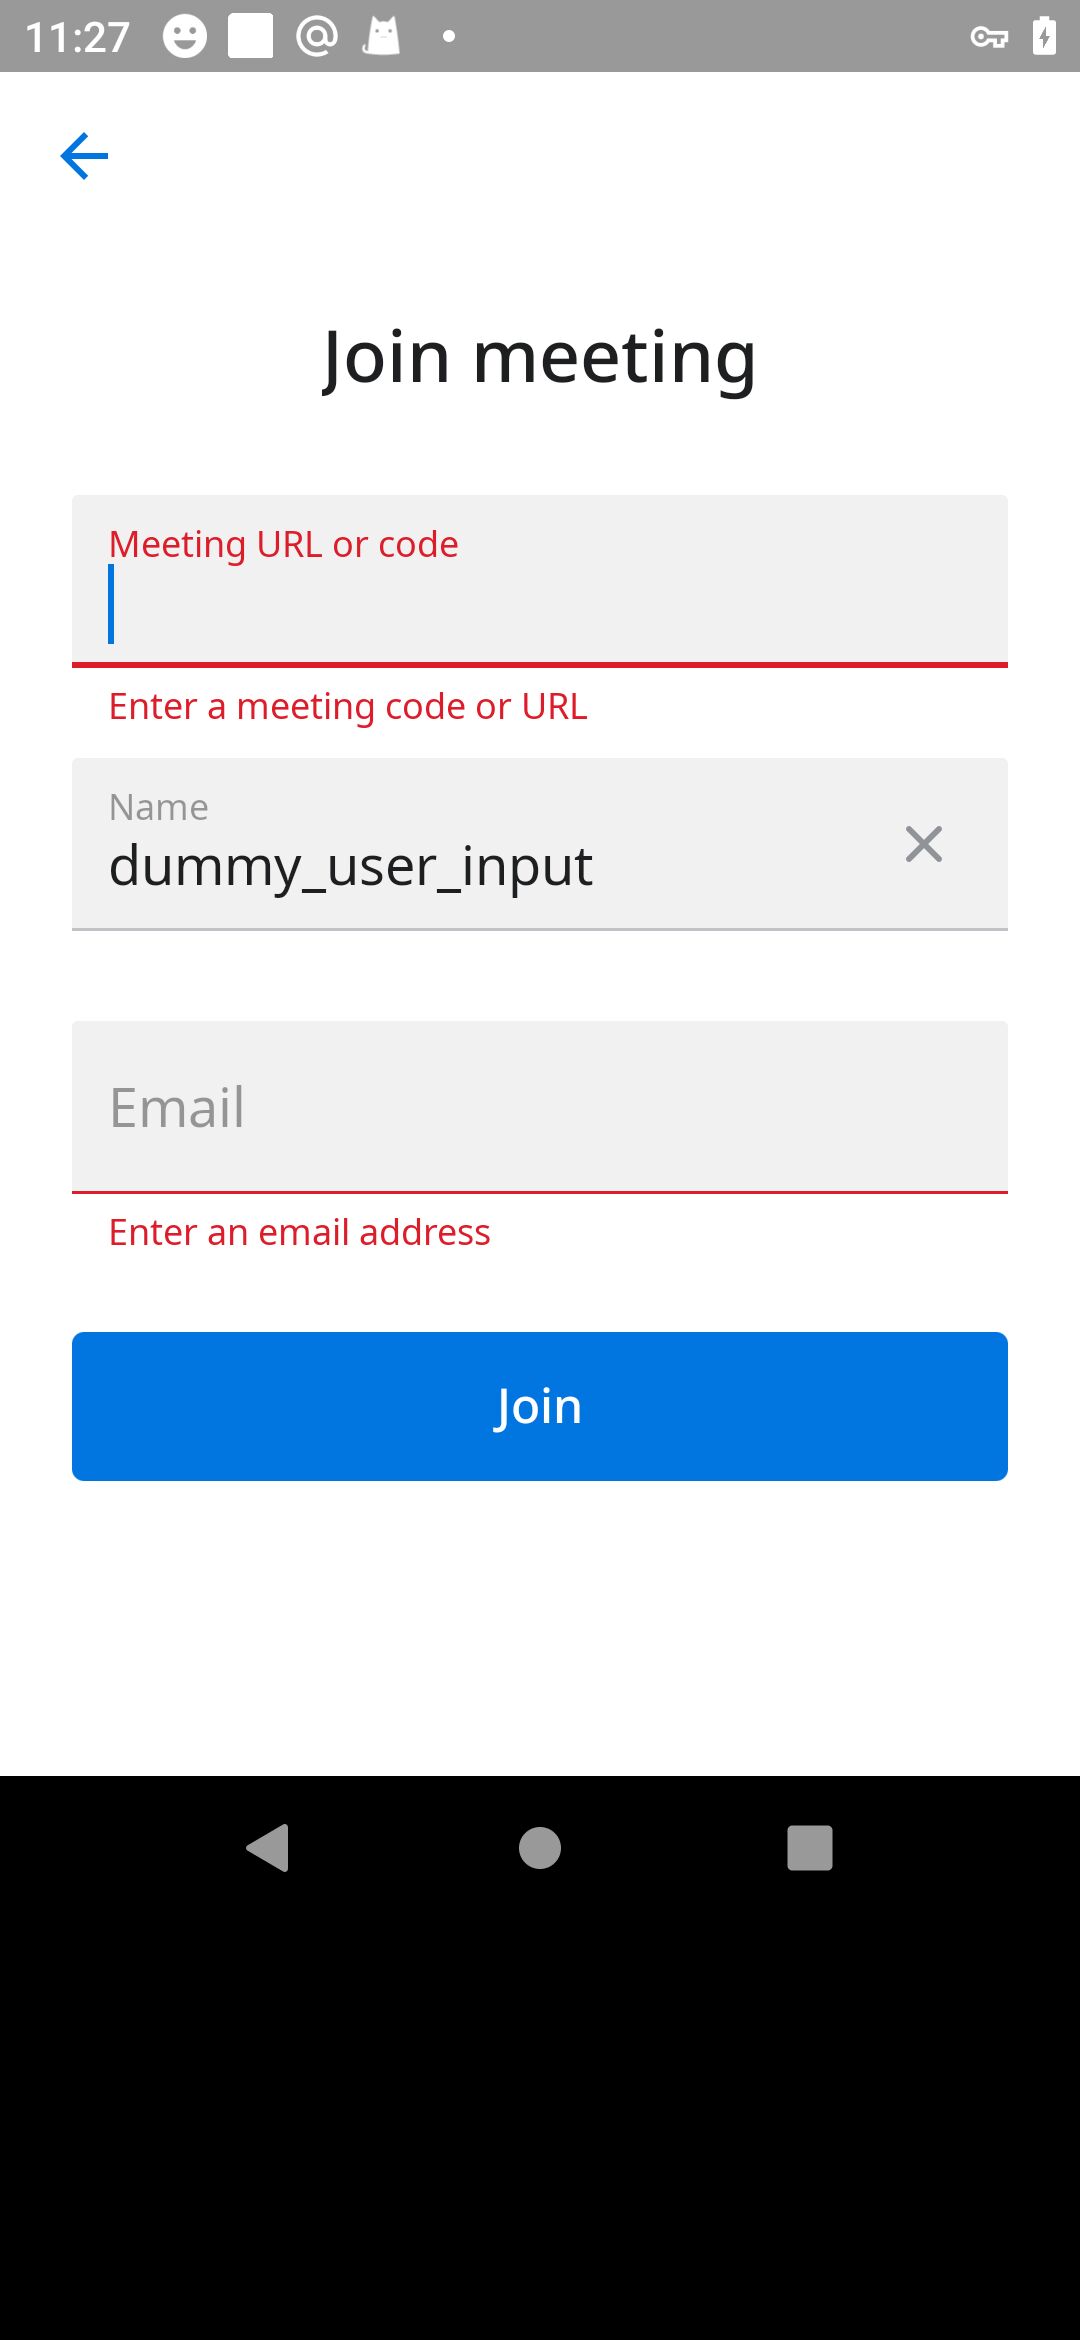 11:27
Join meeting
Meeting URL or code
Enter a meeting code or URL
Name
dummy_user_input
Email
Enter an email address
Join